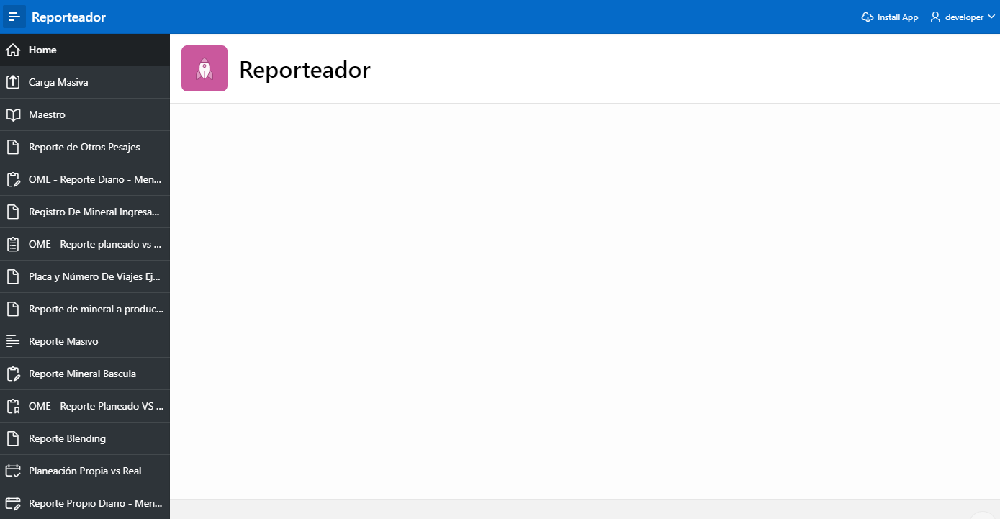 Reporteador
Install App
developer
Home
Carga Masiva
Maestro
Reporte de Otros Pesajes
OME - Reporte Diario - Men...
Registro De Mineral Ingresa...
OME - Reporte planeado vs ...
Placa y Número De Viajes Ej...
Reporte de mineral a produc...
Reporte Masivo
Reporte Mineral Bascula
OME - Reporte Planeado VS ...
Reporte Blending
Planeación Propia vs Real
Reporte Propio Diario - Men...
Reporteador